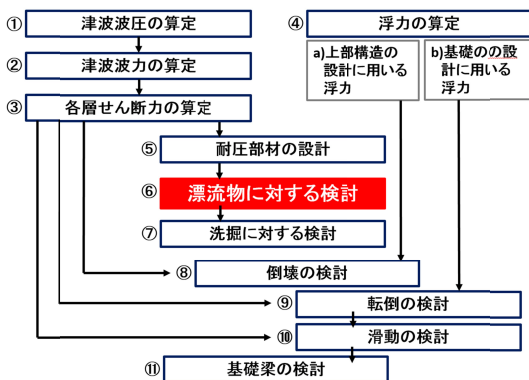 ① 津波波圧の算定
② 津波波力の算定
③ 各層せん断力の算定
④ 浮力の算定
a)上部構造の
設計に用いる
浮力
b)基礎のの設
計に用いる
浮力
⑤ 耐圧部材の設計
⑥ 漂流物に対する検討
⑦ 洗掘に対する検討
⑧ 倒壊の検討
⑨ 転倒の検討
⑩ 滑動の検討
⑪ 基礎梁の検討